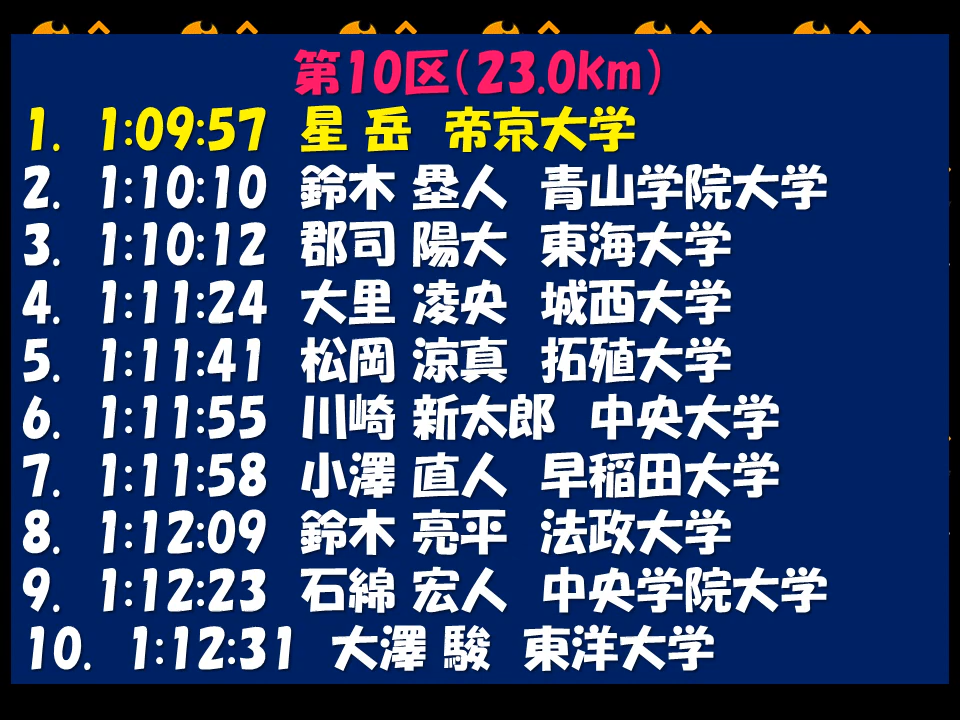 第10区(23.0km)
1. 1:09:57 星 岳 帝京大学
2. 1:10:10 鈴木 塁人 青山学院大学
3. 1:10:12 郡司 陽大 東海大学
4. 1:11:24 大里 凌央 城西大学
5. 1:11:41 松岡 涼真 拓殖大学
6. 1:11:55 川崎 新太郎 中央大学
7. 1:11:58 小澤 直人 早稲田大学
8. 1:12:09 鈴木 亮平 法政大学
9. 1:12:23 石綿 宏人 中央学院大学
10. 1:12:31 大澤 駿 東洋大学